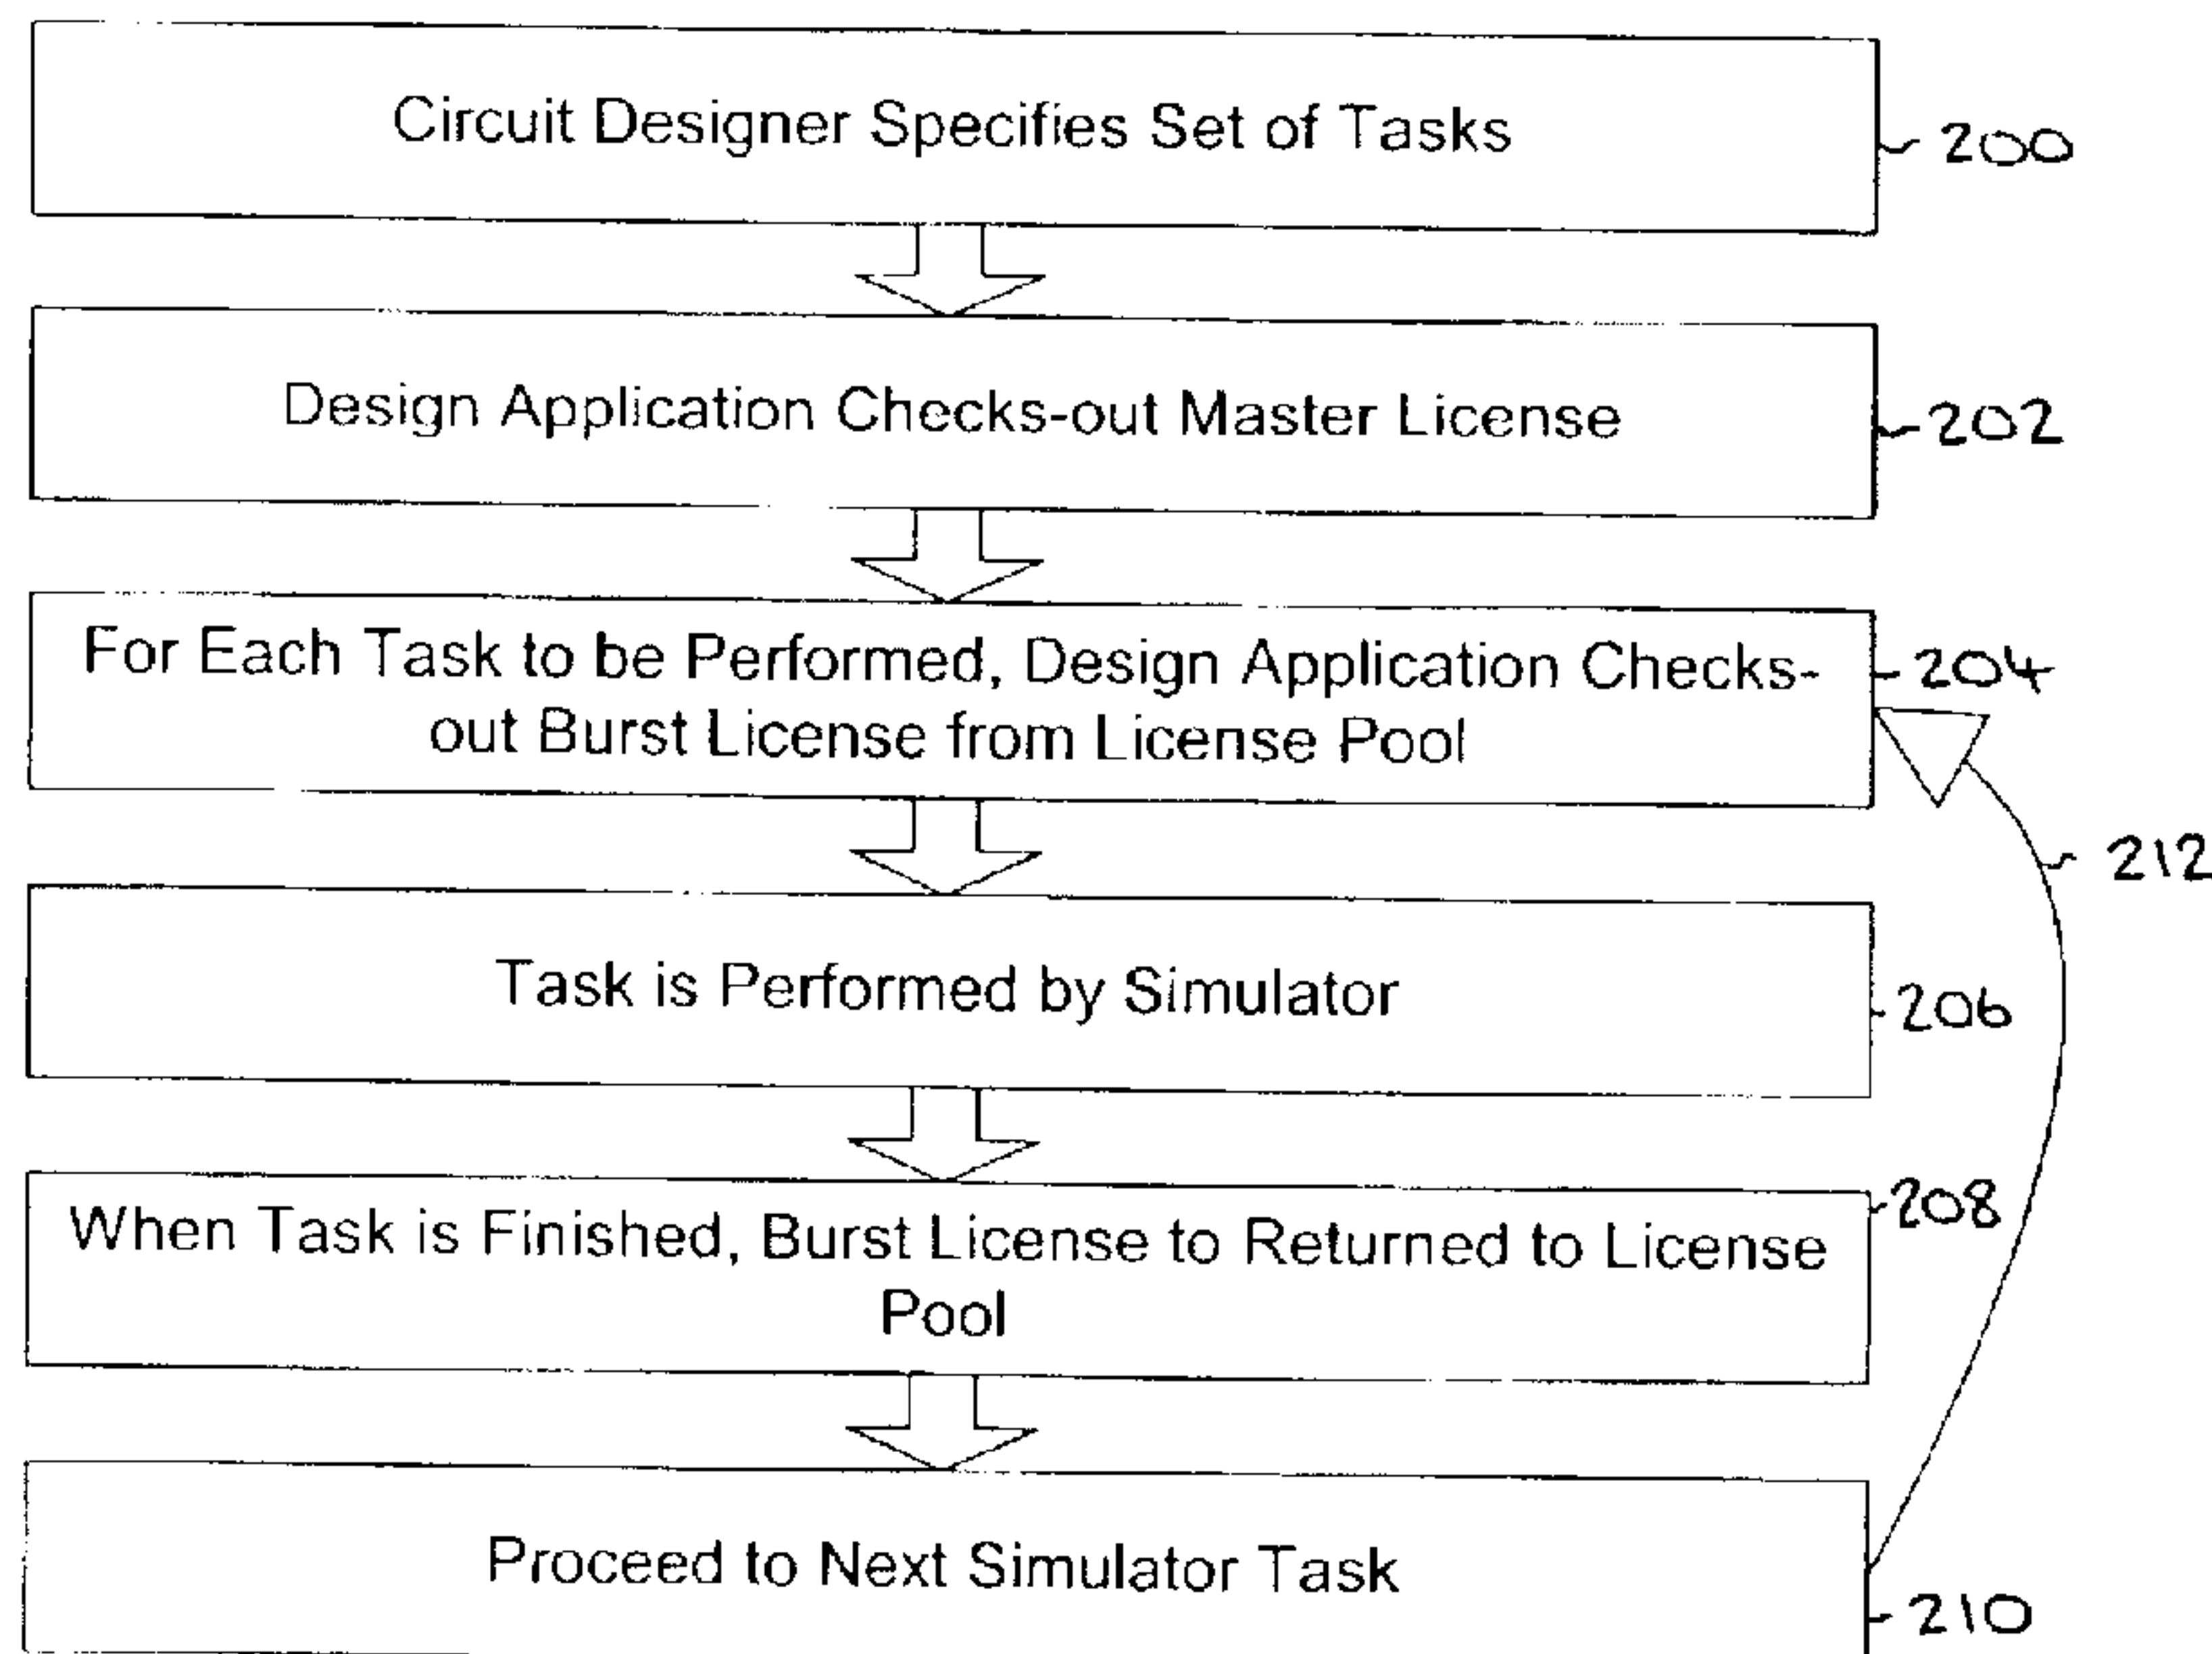 Circuit Designer Specifies Set of Tasks
200
Design Application Checks-out Master License
202
For Each Task to be Performed, Design Application Checks-
out Burst License from License Pool
204
212
Task is Performed by Simulator
206
When Task is Finished, Burst License to Returned to License
Pool
208
Proceed to Next Simulator Task
210